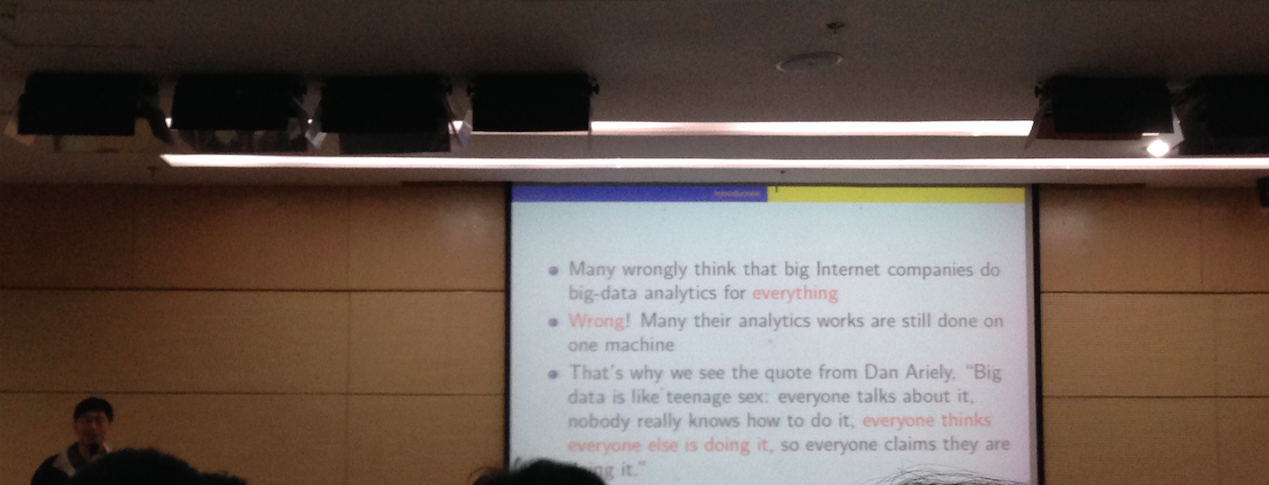 Introduction
Many wrongly think that big Internet companies do
big-data analytics for everything
Wrong! Many their analytics works are still done on
one machine
That's why we see the quote from Dan Ariely, "Big
data is like teenage sex: everyone talks about it,
nobody really knows how to do it, everyone thinks
everyone else is doing it, so everyone claims they are
doing it."